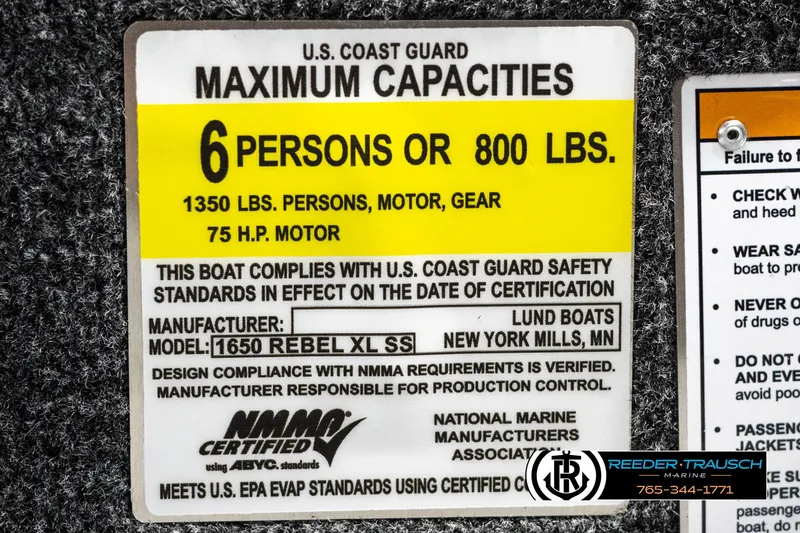 U.S. COAST GUARD
MAXIMUM CAPACITIES
6 PERSONS OR 800 LBS.
1350 LBS. PERSONS, MOTOR, GEAR
75 H.P. MOTOR
THIS BOAT COMPLIES WITH U.S. COAST GUARD SAFETY
STANDARDS IN EFFECT ON THE DATE OF CERTIFICATION
MANUFACTURER: LUND BOATS
MODEL: 1650 REBEL XL SS NEW YORK MILLS, MN
DESIGN COMPLIANCE WITH NMMA REQUIREMENTS IS VERIFIED.
MANUFACTURER RESPONSIBLE FOR PRODUCTION CONTROL.
NMMA
CERTIFIED
using ABYC. standards
NATIONAL MARINE
MANUFACTURERS
ASSOCIATION
MEETS U.S. EPA EVAP STANDARDS USING CERTIFIED
Failure to
• CHECK
and heed
• WEAR
boat to
• NEVER
of drugs
• DO NOT
AND
avoid
•
JACKETS
passenge
boat, do
REEDER·TRAUSCH
MARINE
765-344-1771